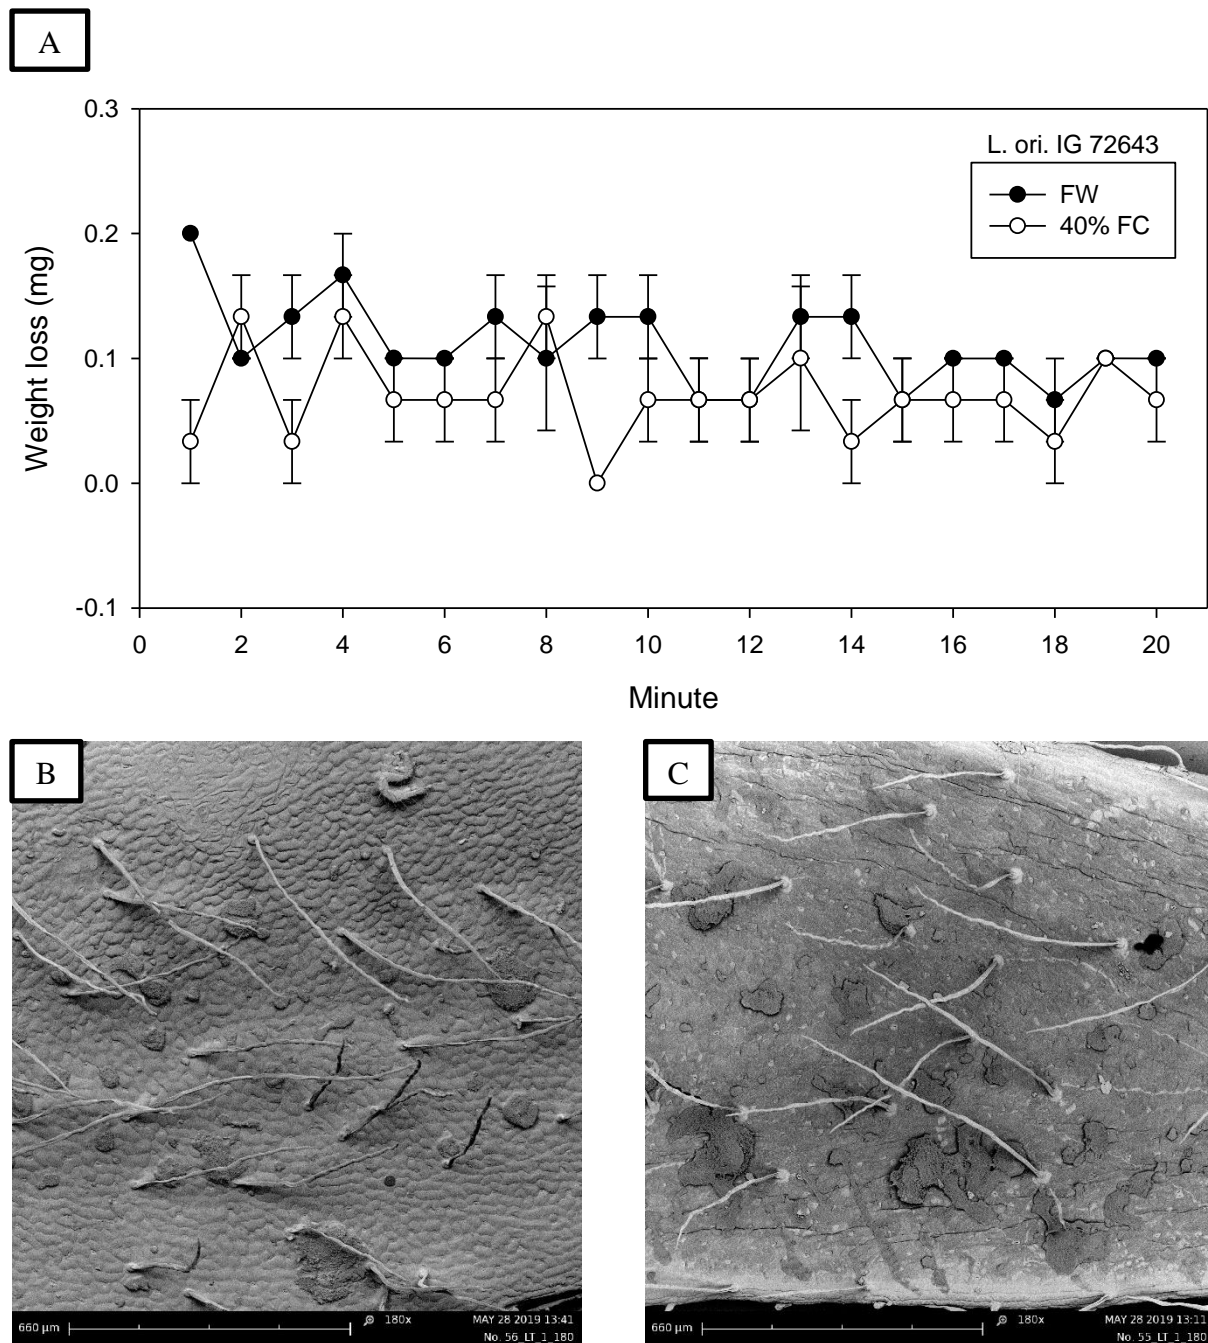 A
0.3
0.2
0.1
0.0
-0.1
Weight loss (mg)
L. ori. IG 72643
FW
40% FC
0 2 4 6 8 10 12 14 16 18 20
Minute
B
C
660 µm
180x
MAY 28 2019 13:41
No. 56_LT_1_180
660 µm
180x
MAY 28 2019 13:11
No. 55_LT_1_180